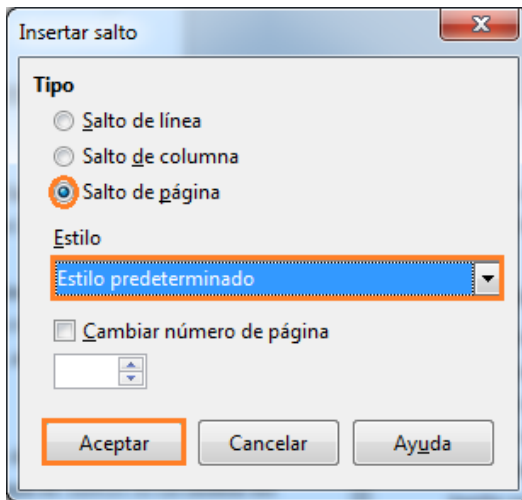 Insertar salto
Tipo
Salto de línea
Salto de columna
Salto de página
Estilo
Estilo predeterminado
Cambiar número de página
Aceptar Cancelar Ayuda